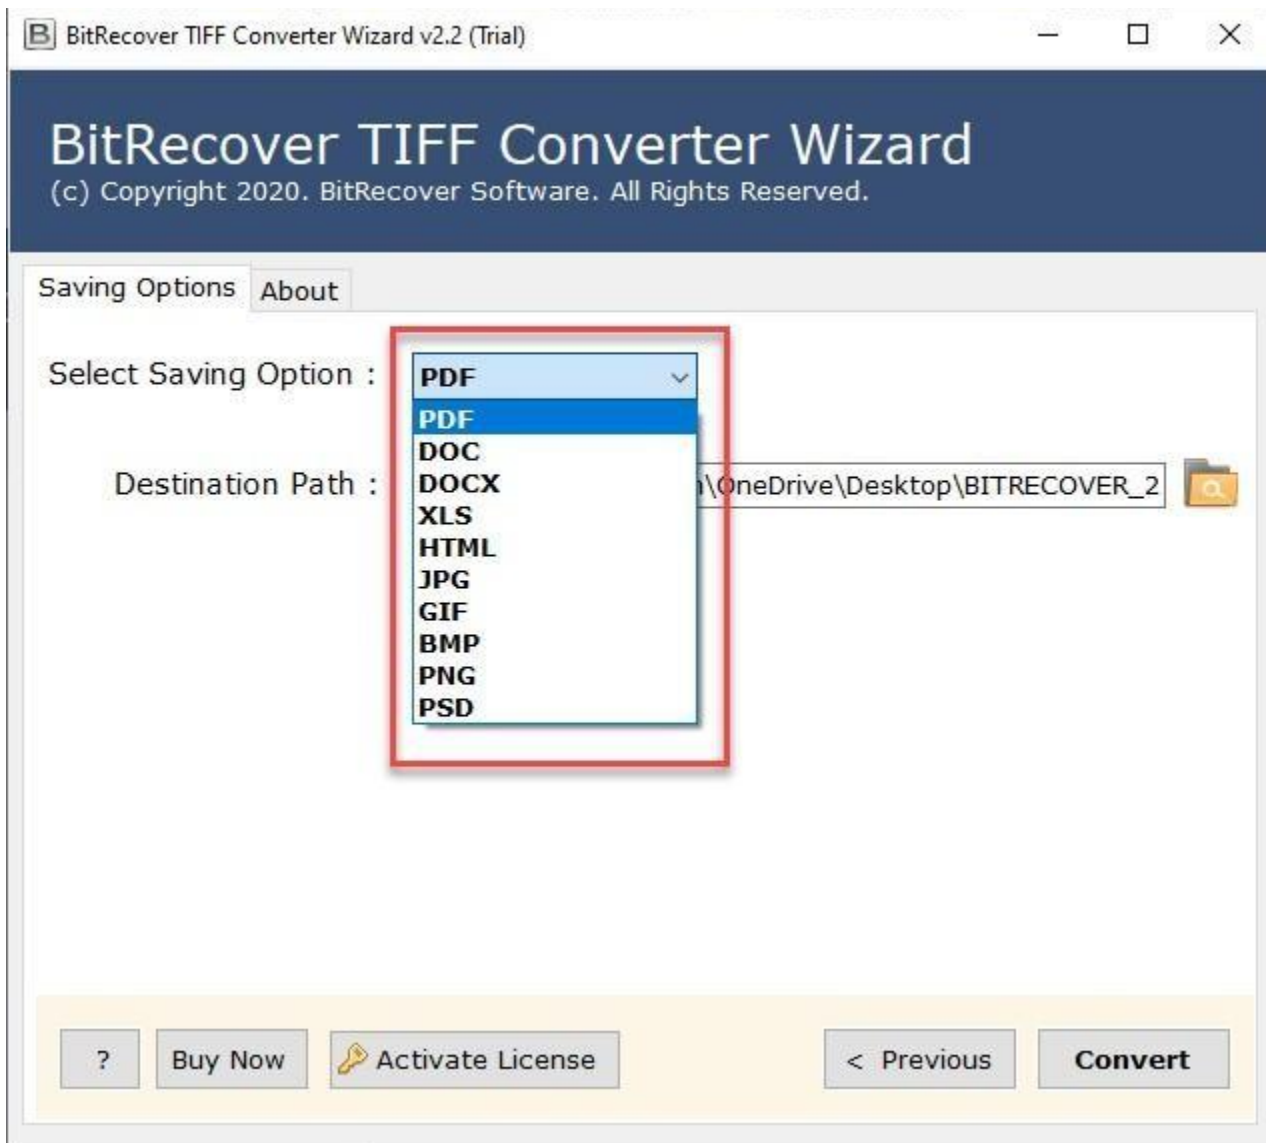 BitRecover TIFF Converter Wizard v2.2 (Trial)
BitRecover TIFF Converter Wizard
(c) Copyright 2020. BitRecover Software. All Rights Reserved.
Saving Options About
Select Saving Option : PDF
PDF
DOC
DOCX
XLS
HTML
JPG
GIF
BMP
PNG
PSD
Destination Path : \OneDrive\Desktop\BITRECOVER_2
? Buy Now Activate License < Previous Convert